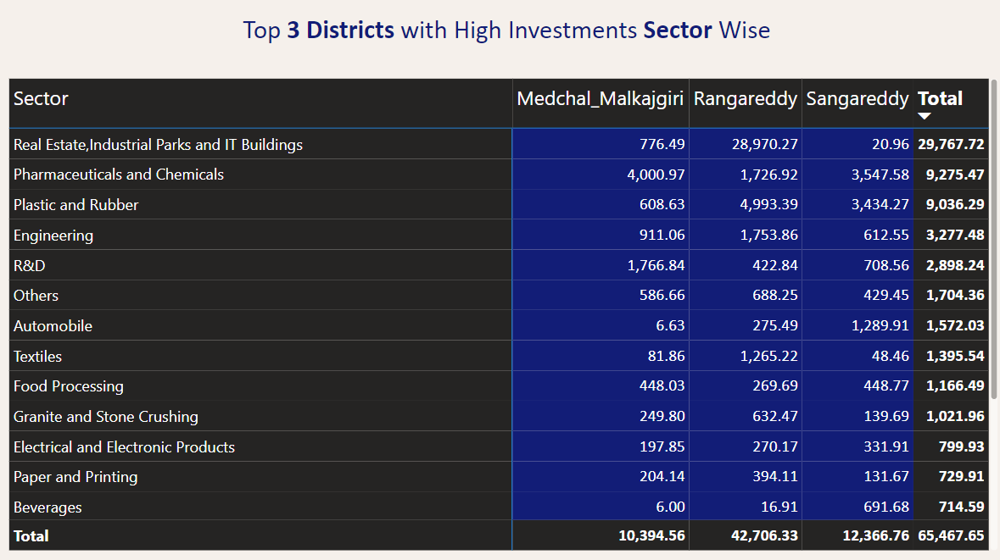 Top 3 Districts with High Investments Sector Wise
Sector Medchal_Malkajgiri Rangareddy Sangareddy Total
Real Estate,Industrial Parks and IT Buildings 776.49 28,970.27 20.96 29,767.72
Pharmaceuticals and Chemicals 4,000.97 1,726.92 3,547.58 9,275.47
Plastic and Rubber 608.63 4,993.39 3,434.27 9,036.29
Engineering 911.06 1,753.86 612.55 3,277.48
R&D 1,766.84 422.84 708.56 2,898.24
Others 586.66 688.25 429.45 1,704.36
Automobile 6.63 275.49 1,289.91 1,572.03
Textiles 81.86 1,265.22 48.46 1,395.54
Food Processing 448.03 269.69 448.77 1,166.49
Granite and Stone Crushing 249.80 632.47 139.69 1,021.96
Electrical and Electronic Products 197.85 270.17 331.91 799.93
Paper and Printing 204.14 394.11 131.67 729.91
Beverages 6.00 16.91 691.68 714.59
Total 10,394.56 42,706.33 12,366.76 65,467.65